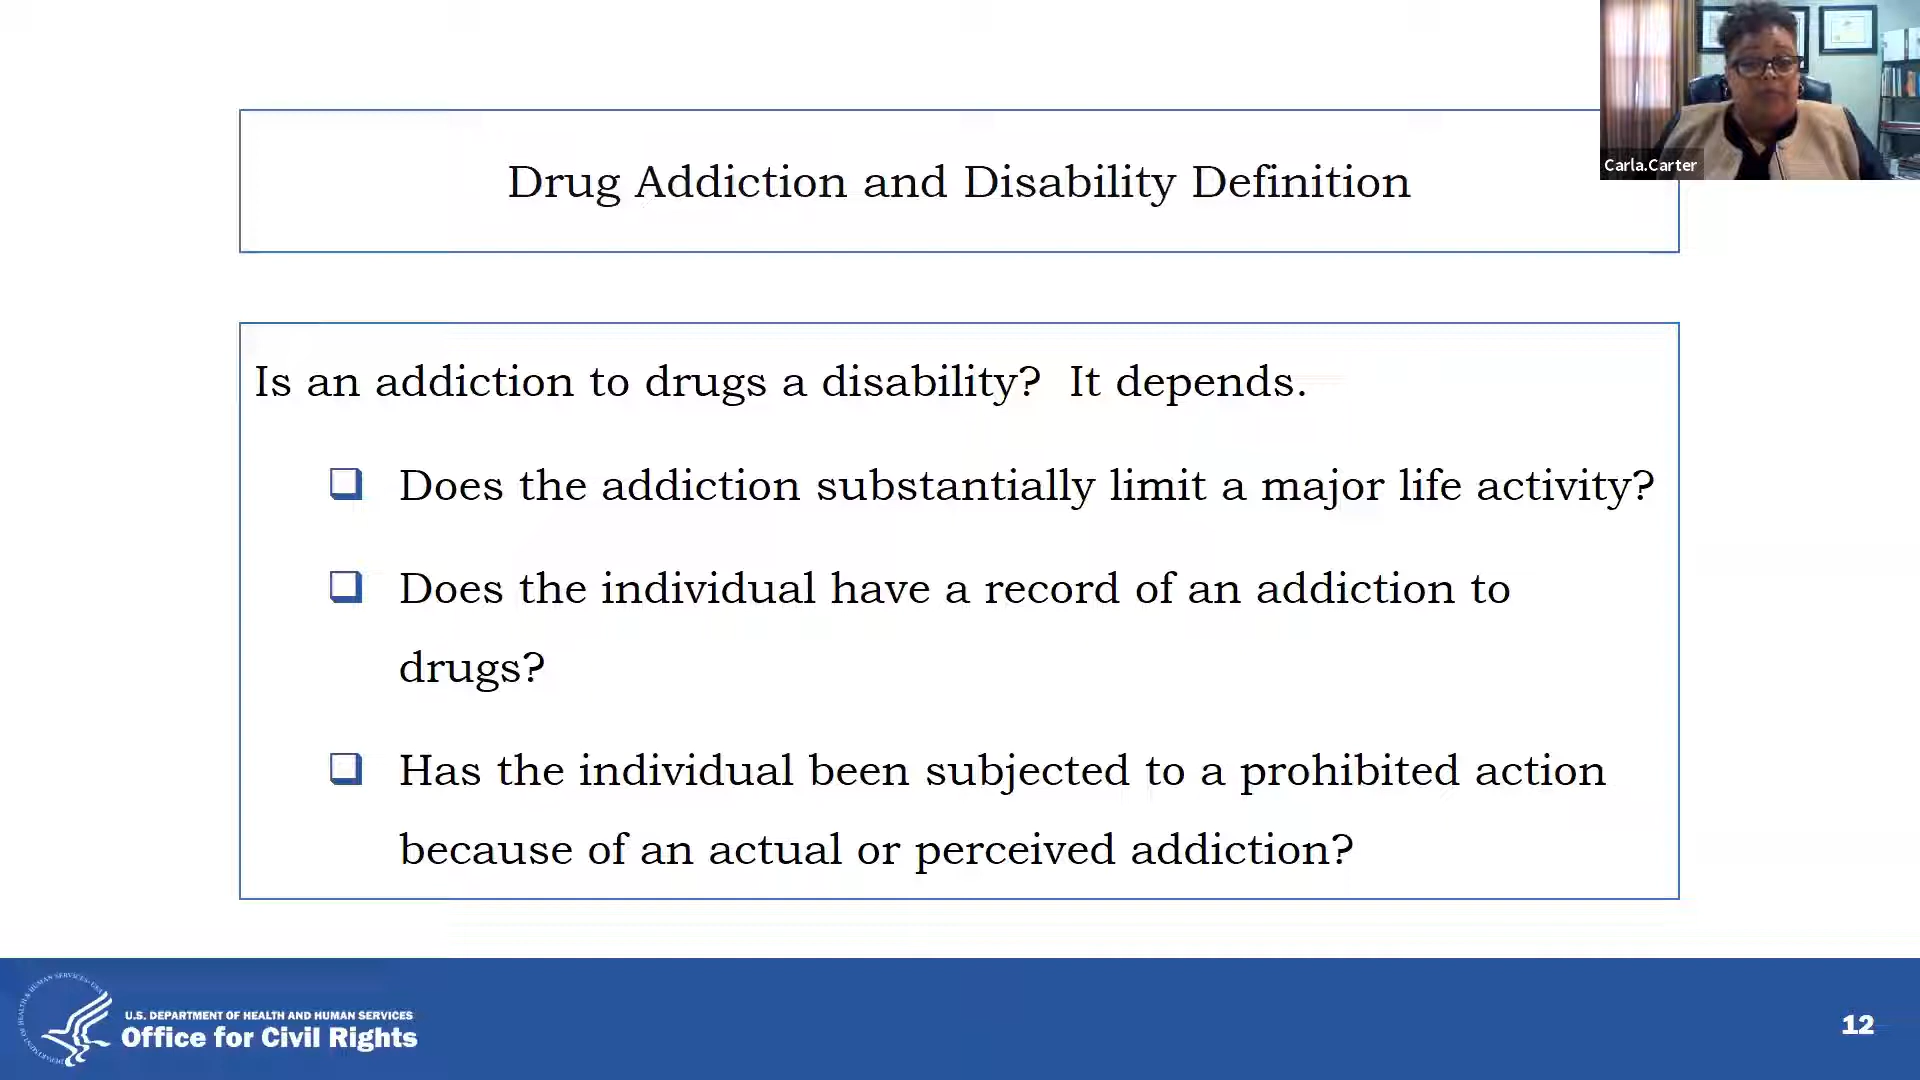 Carla.Carter
Drug Addiction and Disability Definition
Is an addiction to drugs a disability?  It depends.
Does the addiction substantially limit a major life activity?
Does the individual have a record of an addiction to
drugs?
Has the individual been subjected to a prohibited action
because of an actual or perceived addiction?
U.S. DEPARTMENT OF HEALTH AND HUMAN SERVICES
Office for Civil Rights
12